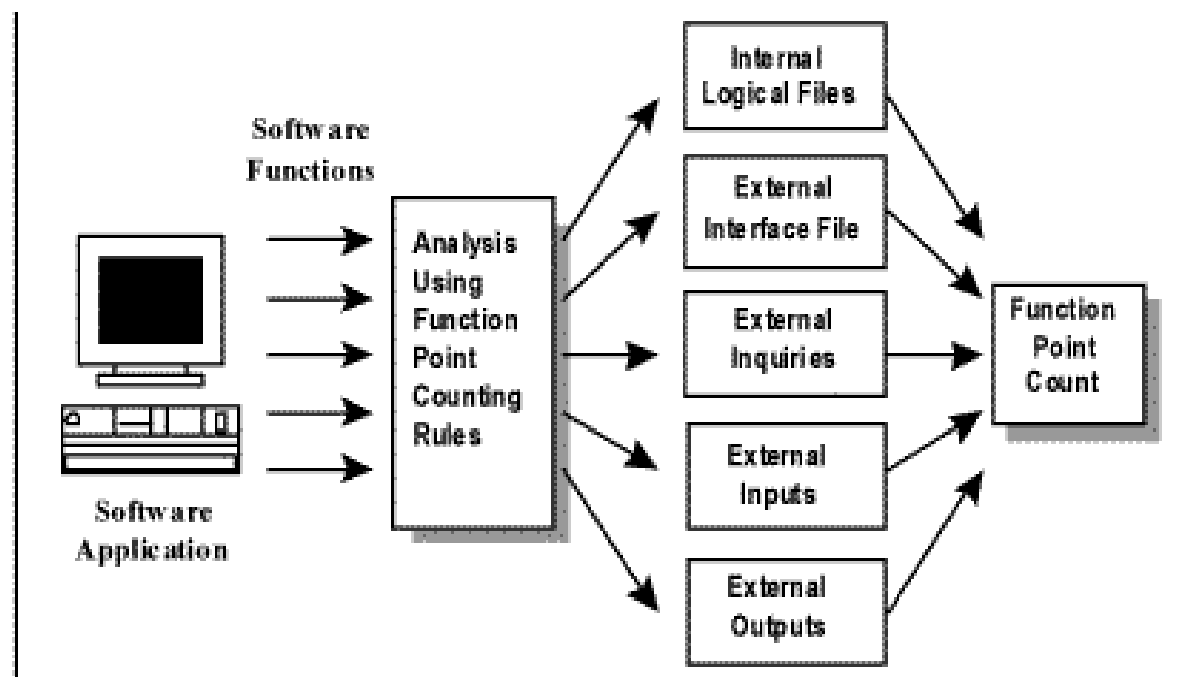 Software
Functions
Software
Application
Analysis
Using
Function
Point
Counting
Rules
Internal
Logical Files
External
Interface File
External
Inquiries
External
Inputs
External
Outputs
Function
Point
Count